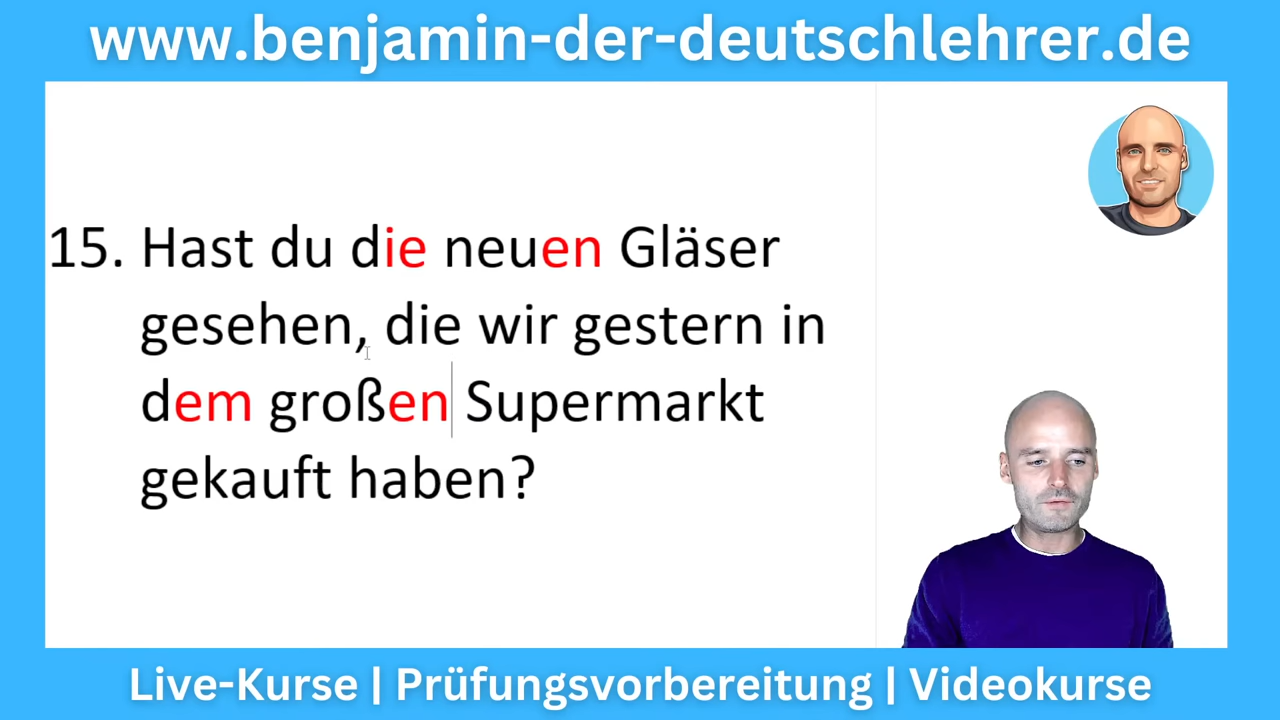 www.benjamin-der-deutschlehrer.de
15. Hast du die neuen Gläser
gesehen, die wir gestern in
dem großen Supermarkt
gekauft haben?
Live-Kurse | Prüfungsvorbereitung | Videokurse